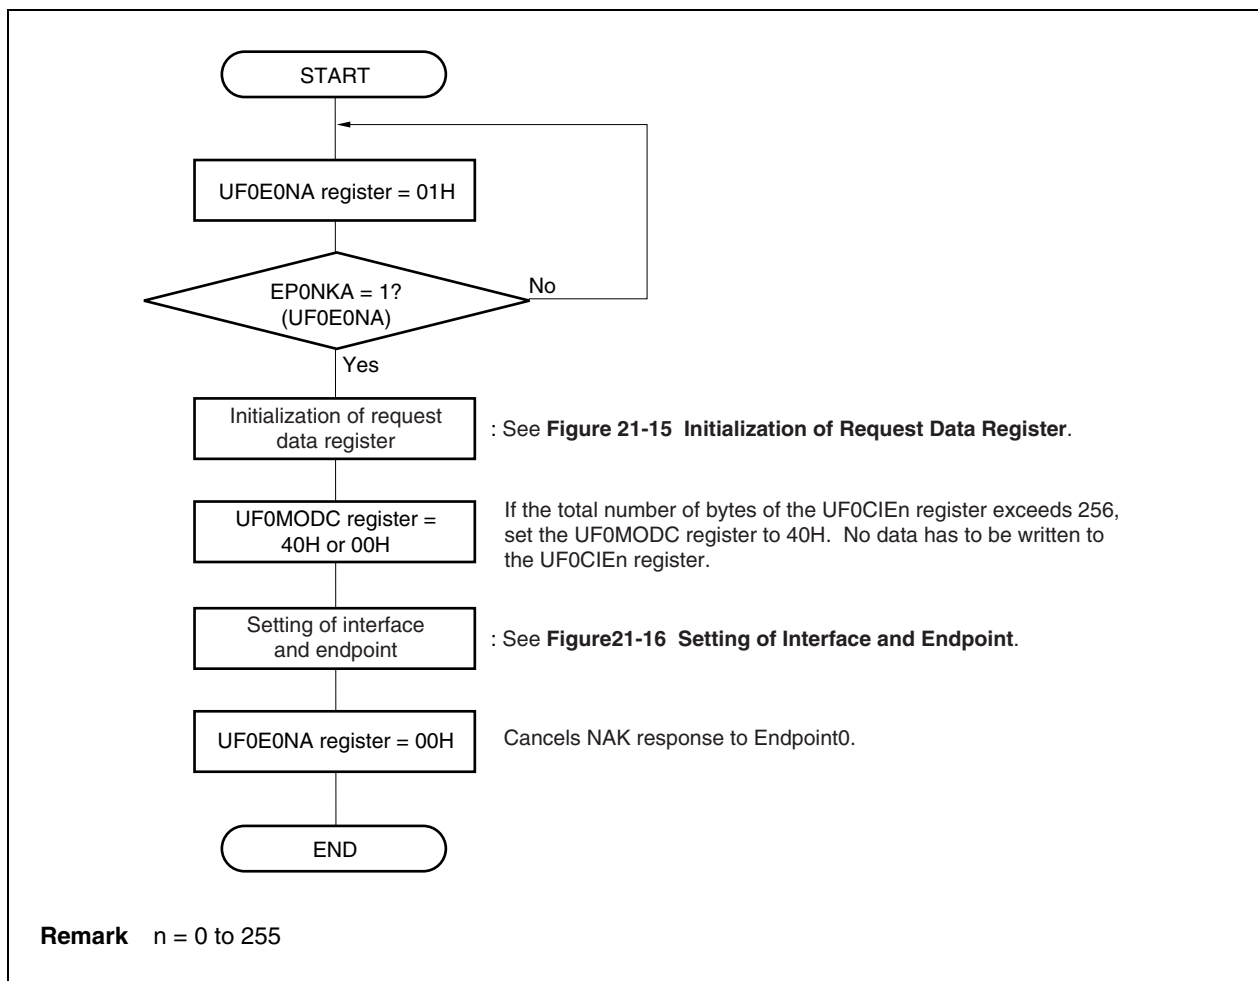 START
UF0E0NA register = 01H
EP0NKA = 1?
(UF0E0NA)
No
Yes
Initialization of request
data register
: See Figure 21-15 Initialization of Request Data Register.
UF0MODC register =
40H or 00H
If the total number of bytes of the UF0CIEn register exceeds 256,
set the UF0MODC register to 40H. No data has to be written to
the UF0CIEn register.
Setting of interface
and endpoint
: See Figure21-16 Setting of Interface and Endpoint.
UF0E0NA register = 00H
Cancels NAK response to Endpoint0.
END
Remark n = 0 to 255